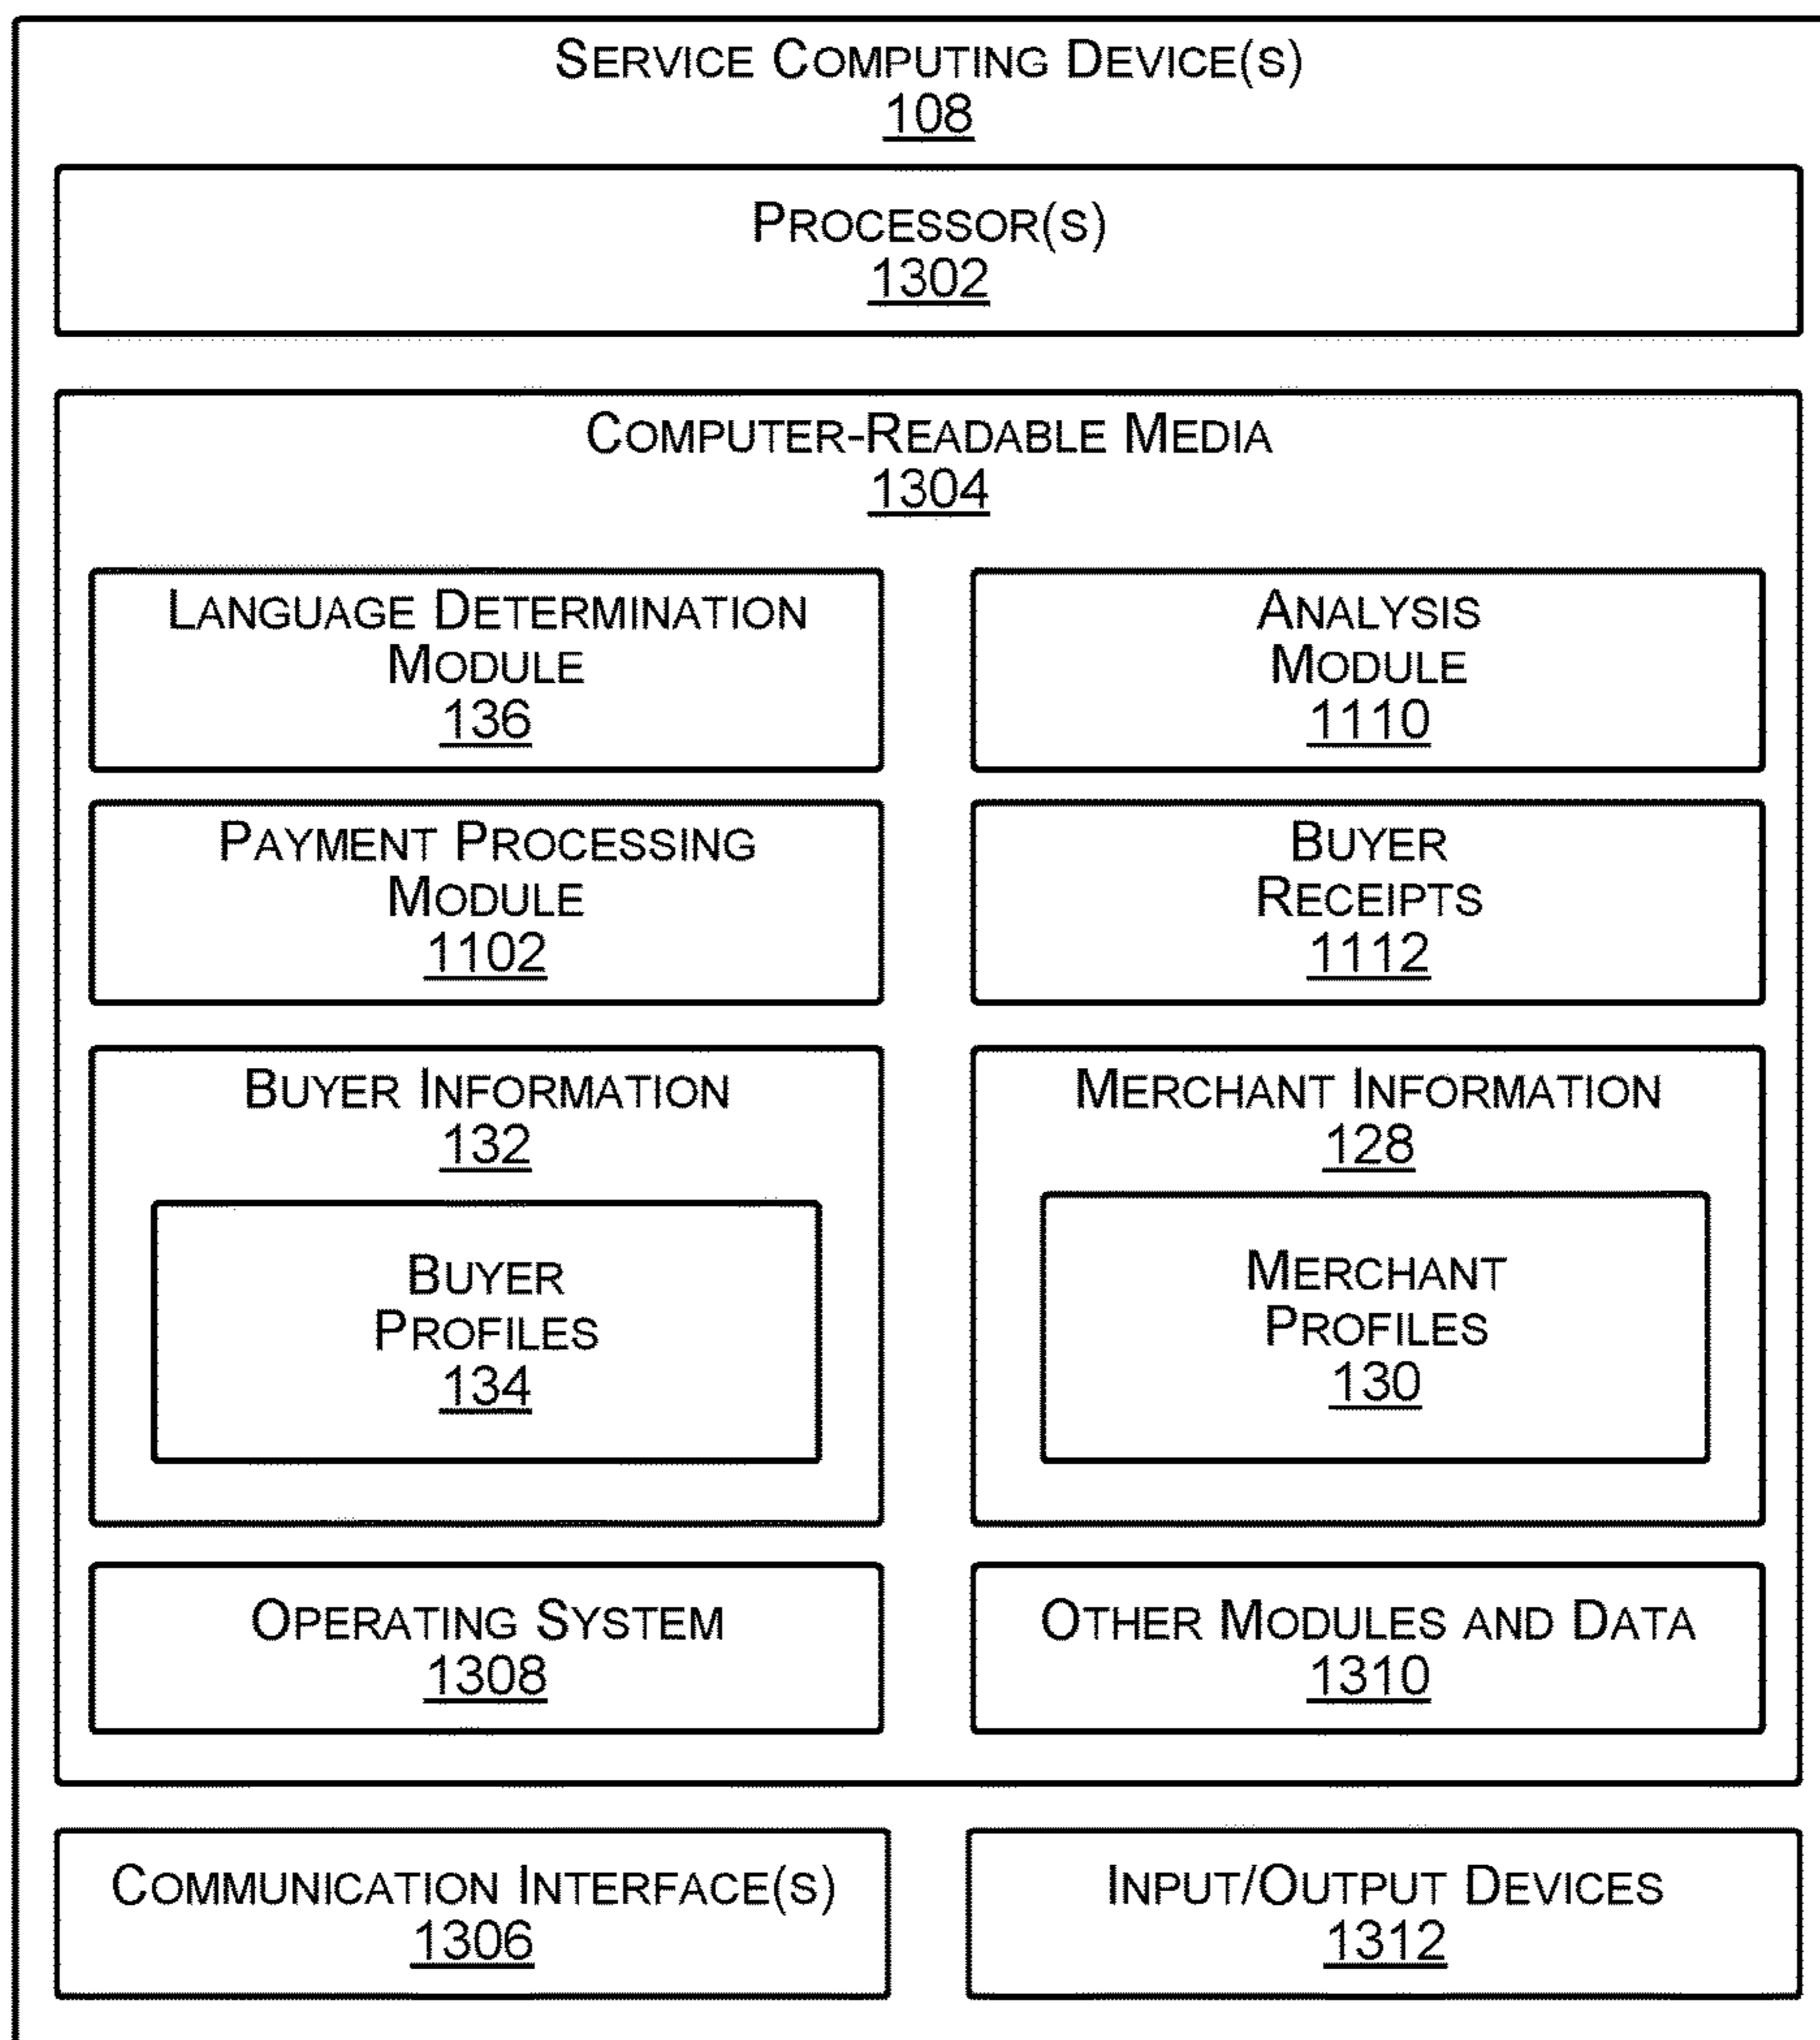 SERVICE COMPUTING DEVICE(S)
108
PROCESSOR(S)
1302
COMPUTER-READABLE MEDIA
1304
LANGUAGE DETERMINATION
MODULE
136
ANALYSIS
MODULE
1110
PAYMENT PROCESSING
MODULE
1102
BUYER
RECEIPTS
1112
BUYER INFORMATION
132
BUYER
PROFILES
134
MERCHANT INFORMATION
128
MERCHANT
PROFILES
130
OPERATING SYSTEM
1308
OTHER MODULES AND DATA
1310
COMMUNICATION INTERFACE(S)
1306
INPUT/OUTPUT DEVICES
1312